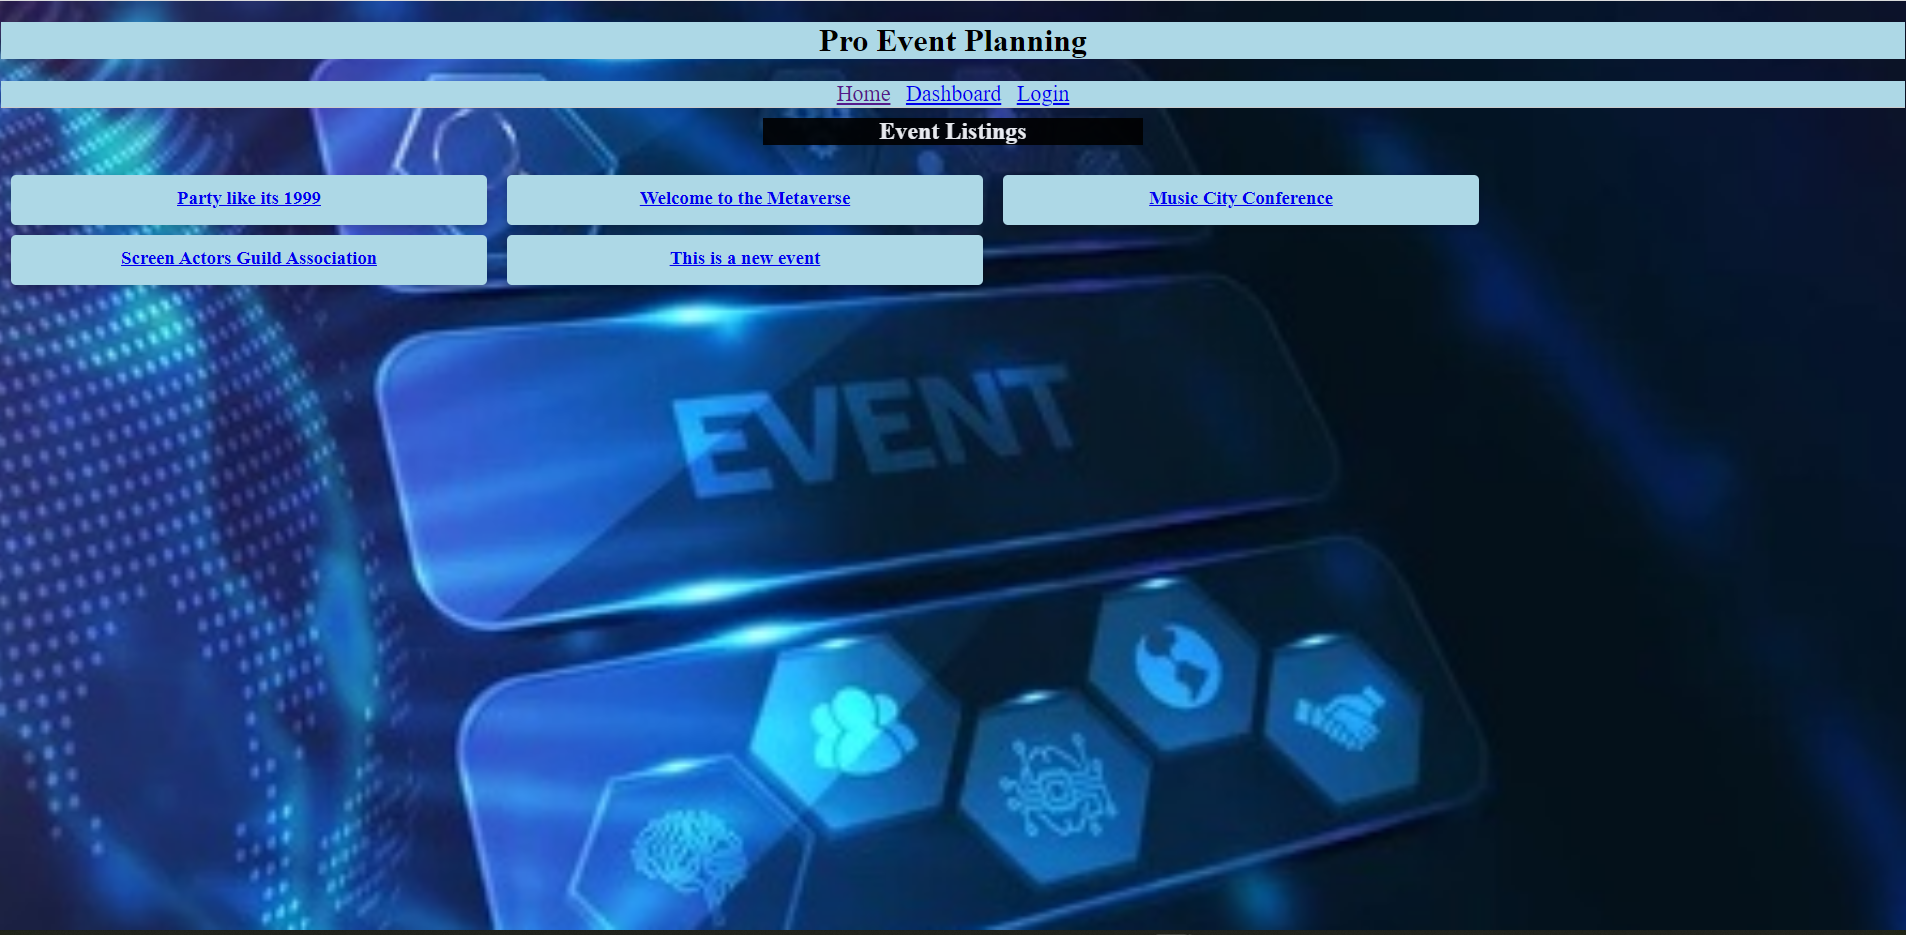 Pro Event Planning
Home Dashboard Login
Event Listings
Party like its 1999 Welcome to the Metaverse Music City Conference
Screen Actors Guild Association This is a new event
EVENT